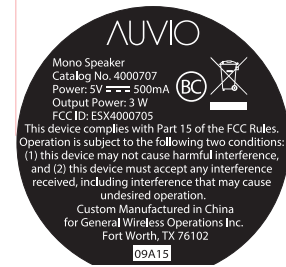 AUVIO
Mono Speaker
Catalog No. 4000707
Power: 5V 500mA
BC
Output Power: 3 W
FCC ID: ESX4000705
This device complies with Part 15 of the FCC Rules.
Operation is subject to the following two conditions:
(1) this device may not cause harmful interference,
and (2) this device must accept any interference
received, including interference that may cause
undesired operation.
Custom Manufactured in China
for General Wireless Operations Inc.
Fort Worth, TX 76102
09A15